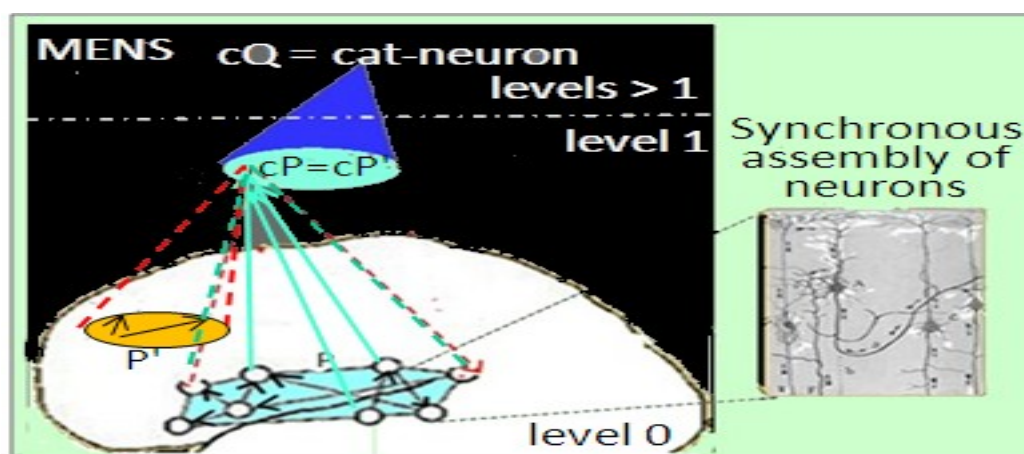 MENS
cQ = cat-neuron
levels > 1
level 1
cP=cP'
Synchronous
assembly of
neurons
P'
P
level 0